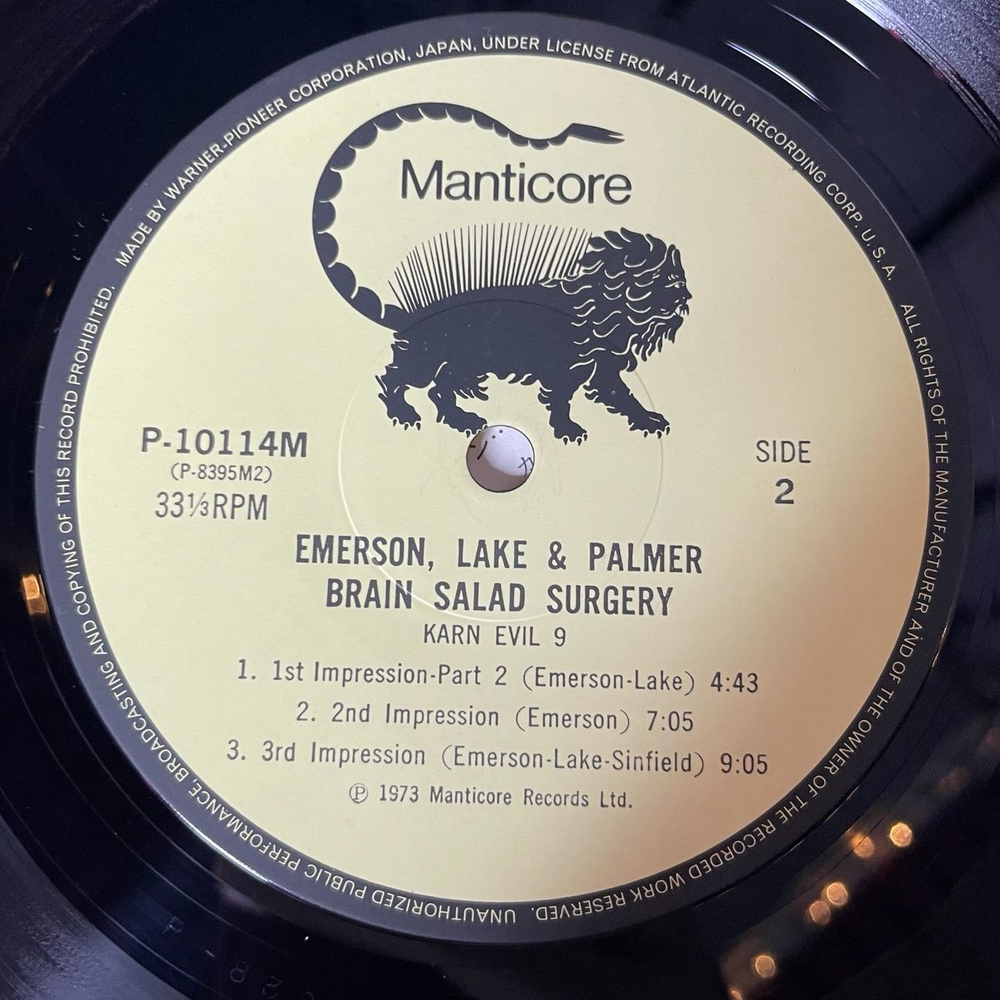 MADE BY WARNER-PIONEER CORPORATION, JAPAN, UNDER LICENSE FROM ATLANTIC RECORDING CORP. U.S.A. ALL RIGHTS OF THE MANUFACTURER AND OF THE OWNER OF THE RECORDED WORK RESERVED. UNAUTHORIZED PUBLIC PERFORMANCE, BROADCASTING AND COPYING OF THIS RECORD PROHIBITED.
Manticore
P-10114M
(P-8395M2)
33⅓RPM
SIDE
2
EMERSON, LAKE & PALMER
BRAIN SALAD SURGERY
KARN EVIL 9
1. 1st Impression-Part 2 (Emerson-Lake) 4:43
2. 2nd Impression (Emerson) 7:05
3. 3rd Impression (Emerson-Lake-Sinfield) 9:05
Ⓟ 1973 Manticore Records Ltd.